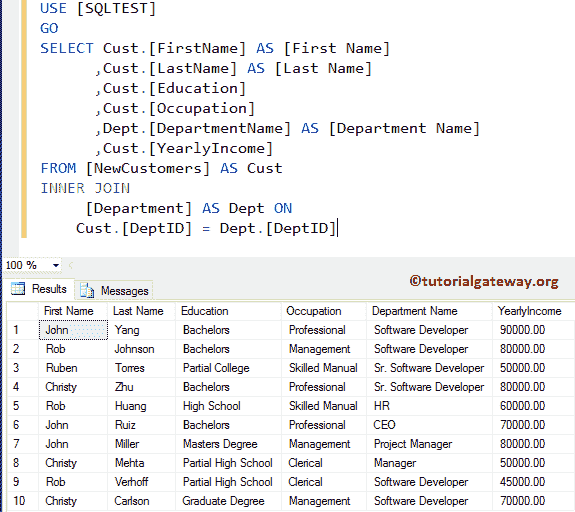 USE [SQLTEST]
GO
SELECT Cust.[FirstName] AS [First Name]
,Cust.[LastName] AS [Last Name]
,Cust.[Education]
,Cust.[Occupation]
,Dept.[DepartmentName] AS [Department Name]
,Cust.[YearlyIncome]
FROM [NewCustomers] AS Cust
INNER JOIN
[Department] AS Dept ON
Cust.[DeptID] = Dept.[DeptID]
100 %
©tutorialgateway.org
Results Messages
First Name Last Name Education Occupation Department Name YearlyIncome
1 John Yang Bachelors Professional Software Developer 90000.00
2 Rob Johnson Bachelors Management Software Developer 80000.00
3 Ruben Torres Partial College Skilled Manual Sr. Software Developer 50000.00
4 Christy Zhu Bachelors Professional Sr. Software Developer 80000.00
5 Rob Huang High School Skilled Manual HR 60000.00
6 John Ruiz Bachelors Professional CEO 70000.00
7 John Miller Masters Degree Management Project Manager 80000.00
8 Christy Mehta Partial High School Clerical Manager 50000.00
9 Rob Verhoff Partial High School Clerical Software Developer 45000.00
10 Christy Carlson Graduate Degree Management Software Developer 70000.00